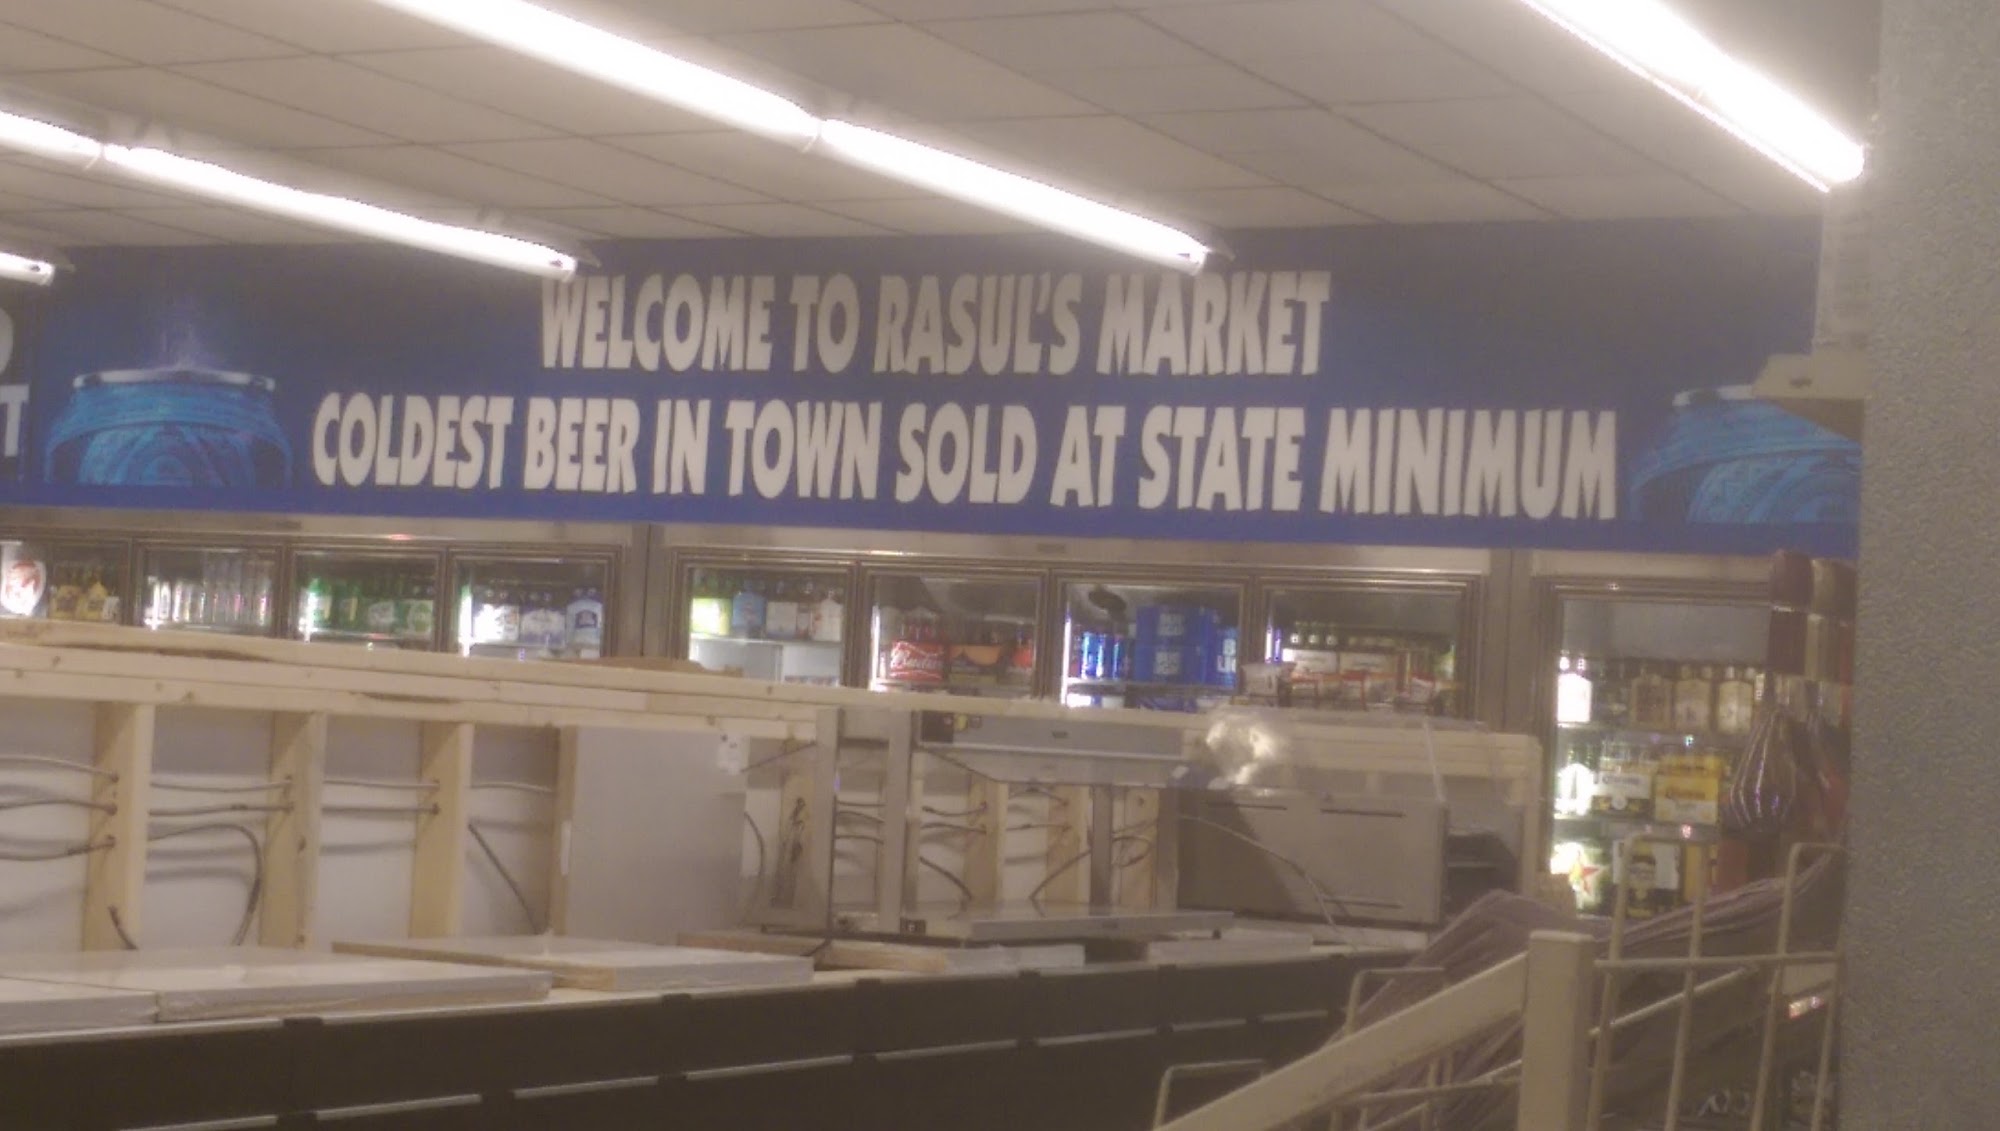 WELCOME TO RASUL'S MARKET
COLDEST BEER IN TOWN SOLD AT STATE MINIMUM